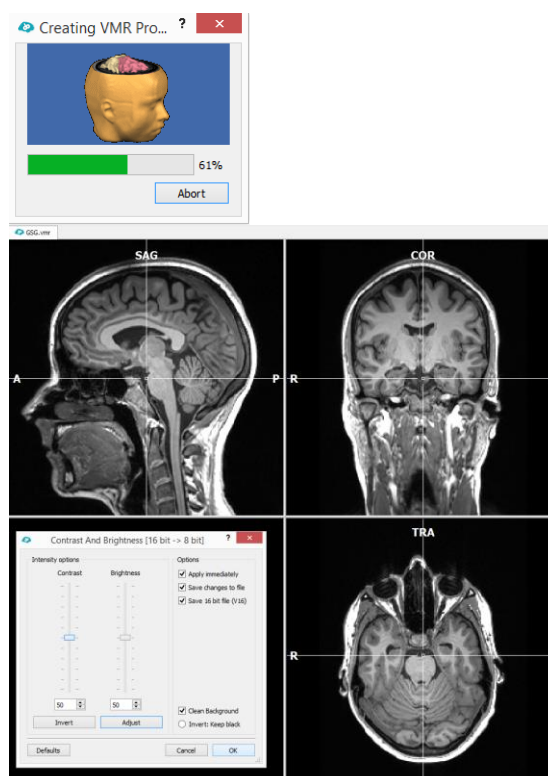 Creating VMR Pro... ?
61%
Abort
GSG.vmr
SAG
COR
A
P
R
Contrast And Brightness [16 bit -> 8 bit] ?
Intensity options
Options
Contrast
Brightness
Apply immediately
Save changes to file
Save 16 bit file (V16)
50
50
Clean Background
Invert
Adjust
Invert: Keep black
Defaults
Cancel
OK
TRA
R